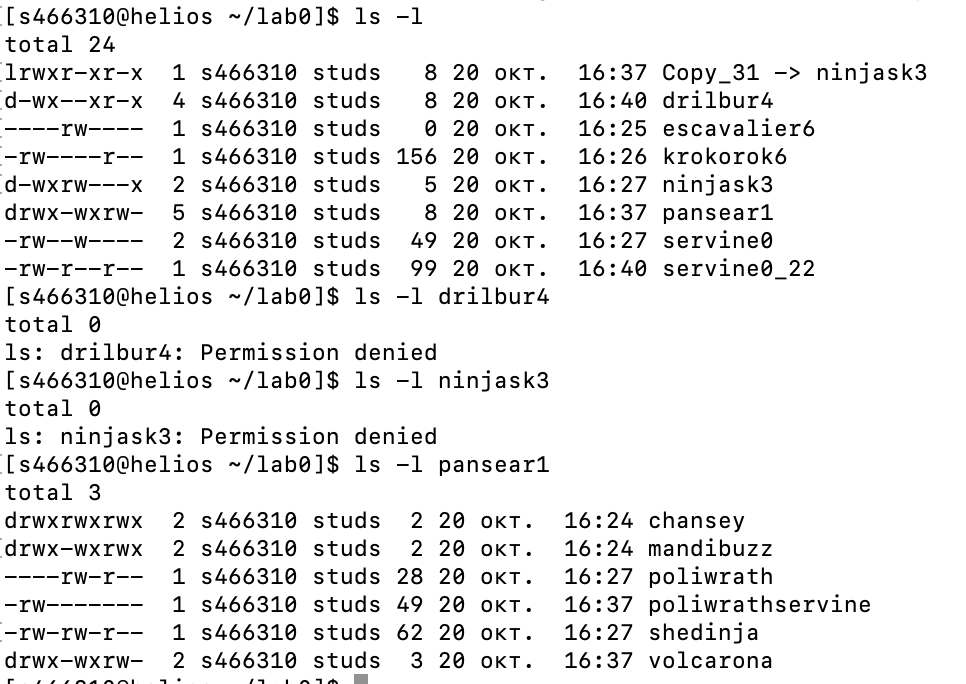 [s466310@helios ~/lab0]$ ls -l
total 24
lrwxr-xr-x  1 s466310 studs   8 20 окт.  16:37 Copy_31 -> ninjask3
d-wx--xr-x  4 s466310 studs   8 20 окт.  16:40 drilbur4
----rw----  1 s466310 studs   0 20 окт.  16:25 escavalier6
-rw----r--  1 s466310 studs 156 20 окт.  16:26 krokorok6
d-wxrw---x  2 s466310 studs   5 20 окт.  16:27 ninjask3
drwx-wxrw-  5 s466310 studs   8 20 окт.  16:37 pansear1
-rw--w----  2 s466310 studs  49 20 окт.  16:27 servine0
-rw-r--r--  1 s466310 studs  99 20 окт.  16:40 servine0_22
[s466310@helios ~/lab0]$ ls -l drilbur4
total 0
ls: drilbur4: Permission denied
[s466310@helios ~/lab0]$ ls -l ninjask3
total 0
ls: ninjask3: Permission denied
[s466310@helios ~/lab0]$ ls -l pansear1
total 3
drwxrwxrwx  2 s466310 studs  2 20 окт.  16:24 chansey
drwx-wxrwx  2 s466310 studs  2 20 окт.  16:24 mandibuzz
----rw-r--  1 s466310 studs 28 20 окт.  16:27 poliwrath
-rw-------  1 s466310 studs 49 20 окт.  16:37 poliwrathservine
-rw-rw-r--  1 s466310 studs 62 20 окт.  16:27 shedinja
drwx-wxrw-  2 s466310 studs  3 20 окт.  16:37 volcarona
[s466310@helios ~/lab0]$